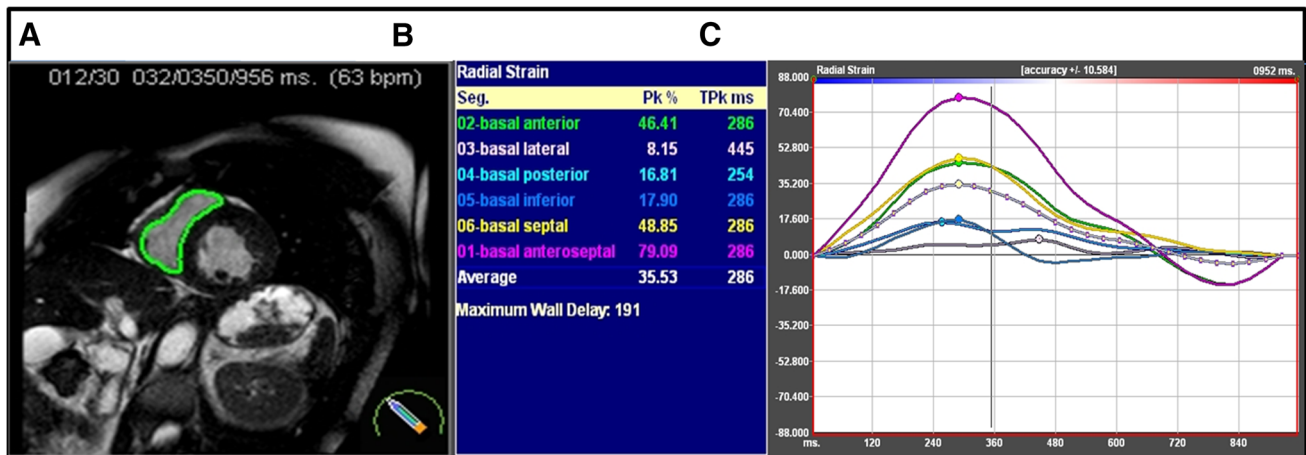 A
B
C
012/30 032/0350/956 ms. (63 bpm)
Radial Strain
Seg. Pk % TPk ms
02-basal anterior 46.41 286
03-basal lateral 8.15 445
04-basal posterior 16.81 254
05-basal inferior 17.90 286
06-basal septal 48.85 286
01-basal anteroseptal 79.09 286
Average 35.53 286
Maximum Wall Delay: 191
Radial Strain [accuracy +/- 10.584] 0952 ms.
88.000
70.400
52.800
35.200
17.600
0.000
-17.600
-35.200
-52.800
-70.400
-88.000
ms. 120 240 360 480 600 720 840